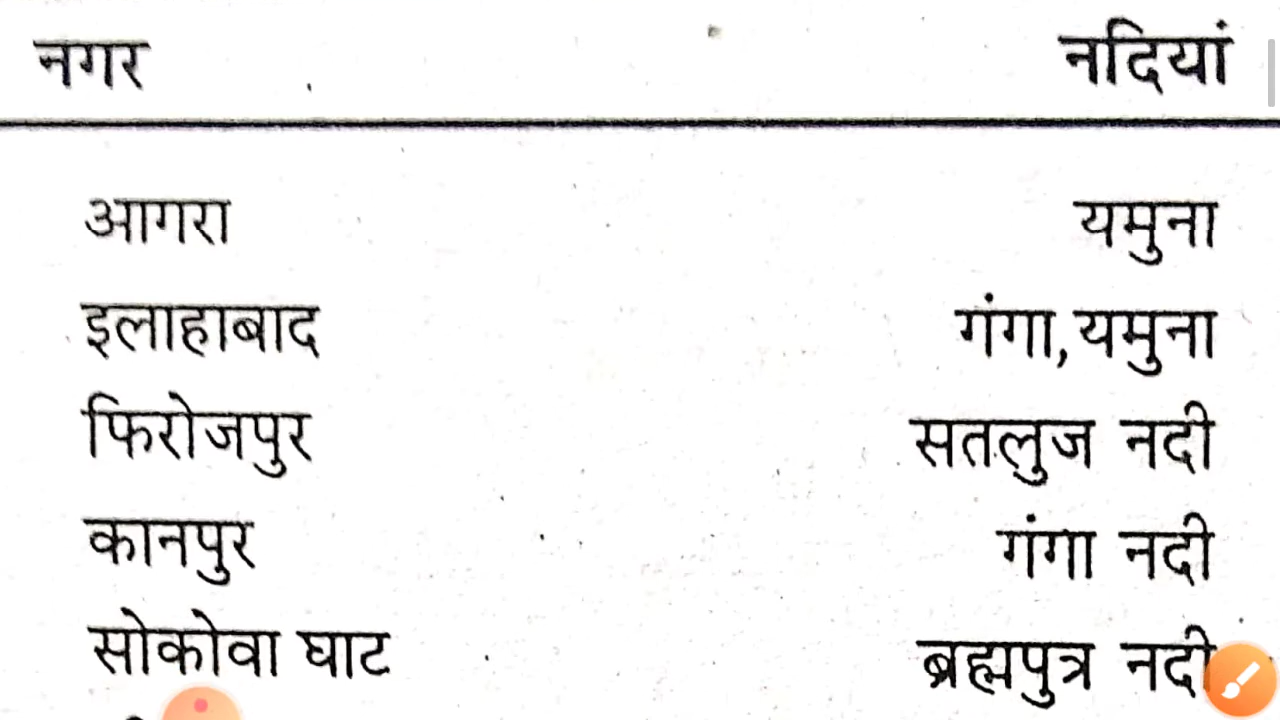 नगर नदियां
आगरा यमुना
इलाहाबाद गंगा,यमुना
फिरोजपुर सतलुज नदी
कानपुर गंगा नदी
सोकोवा घाट ब्रह्मपुत्र नदी